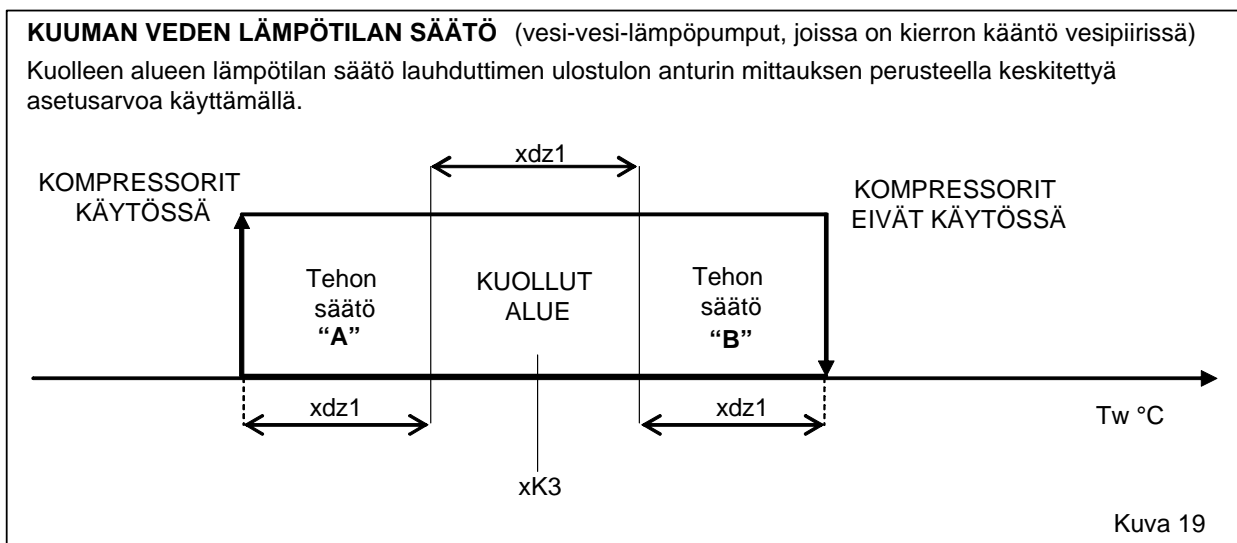 KUUMAN VEDEN LÄMPÖTILAN SÄÄTÖ (vesi-vesi-lämpöpumput, joissa on kierron kääntö vesipiirissä)
Kuolleen alueen lämpötilan säätö lauhduttimen ulostulon anturin mittauksen perusteella keskitettyä
asetusarvoa käyttämällä.
xdz1
KOMPRESSORIT
KÄYTÖSSÄ
KOMPRESSORIT
EIVÄT KÄYTÖSSÄ
Tehon
säätö
“A”
KUOLLUT
ALUE
Tehon
säätö
“B”
xdz1
xdz1
Tw °C
xK3
Kuva 19